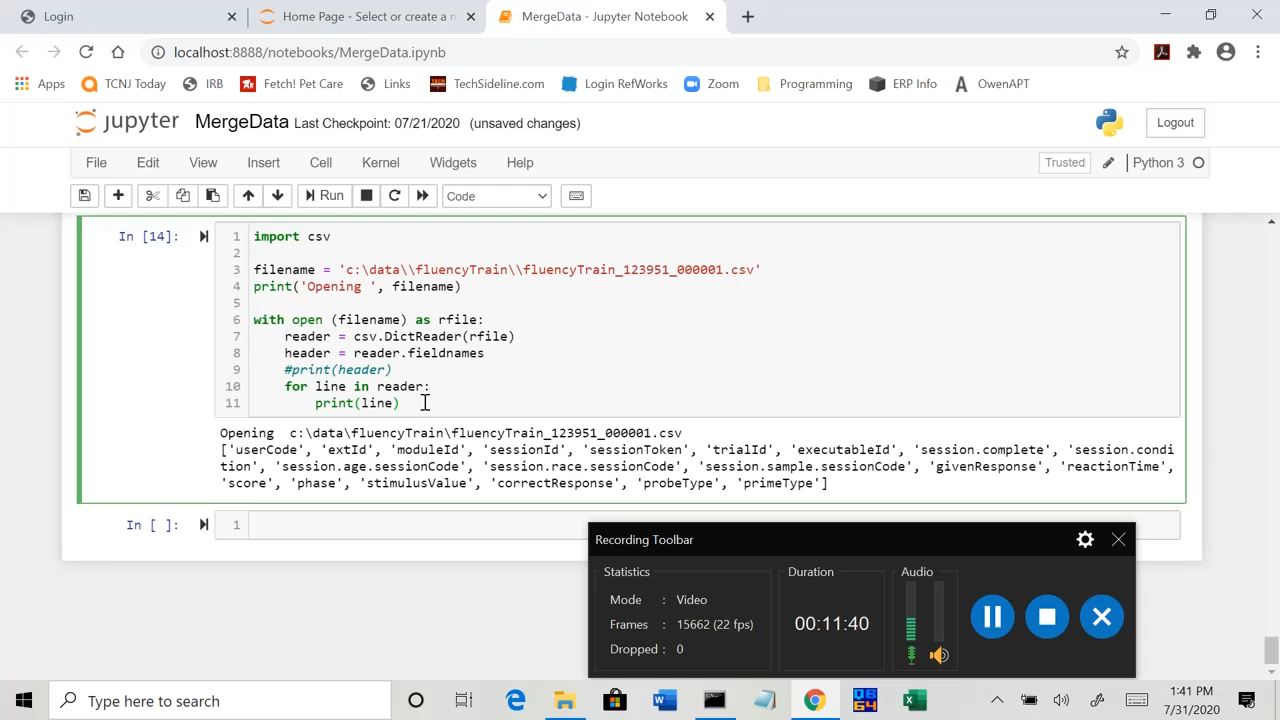 Login
Home Page - Select or create a n
MergeData - Jupyter Notebook
localhost:8888/notebooks/MergeData.ipynb
Apps
TCNJ Today
IRB
Fetch! Pet Care
Links
TechSideline.com
Login RefWorks
Zoom
Programming
ERP Info
OwenAPT
jupyter MergeData Last Checkpoint: 07/21/2020 (unsaved changes)
Logout
File Edit View Insert Cell Kernel Widgets Help
Trusted
Python 3
Run
Code
In [14]:
1 import csv
2
3 filename = 'c:\data\\fluencyTrain\\fluencyTrain_123951_000001.csv'
4 print('Opening ', filename)
5
6 with open (filename) as rfile:
7 reader = csv.DictReader(rfile)
8 header = reader.fieldnames
9 #print(header)
10 for line in reader:
11 print(line)
Opening  c:\data\fluencyTrain\fluencyTrain_123951_000001.csv
['userCode', 'extId', 'moduleId', 'sessionId', 'sessionToken', 'trialId', 'executableId', 'session.complete', 'session.condi
tion', 'session.age.sessionCode', 'session.race.sessionCode', 'session.sample.sessionCode', 'givenResponse', 'reactionTime',
'score', 'phase', 'stimulusValue', 'correctResponse', 'probeType', 'primeType']
In [ ]:
1
Recording Toolbar
Statistics
Mode : Video
Frames : 15662 (22 fps)
Dropped : 0
Duration
00:11:40
Audio
Type here to search
QB
64
1:41 PM
7/31/2020